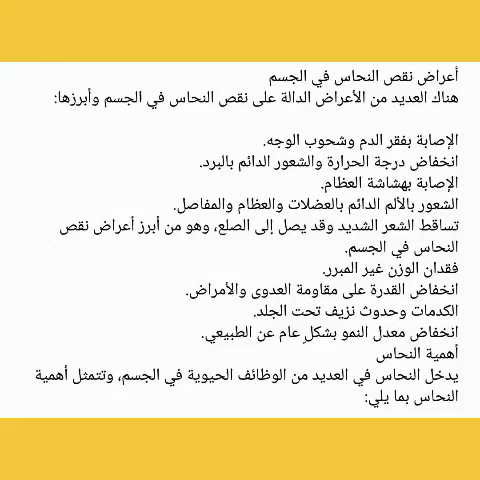 أعراض نقص النحاس في الجسم
هناك العديد من الأعراض الدالة على نقص النحاس في الجسم وأبرزها:
الإصابة بفقر الدم وشحوب الوجه.
انخفاض درجة الحرارة والشعور الدائم بالبرد.
الإصابة بهشاشة العظام.
الشعور بالألم الدائم بالعضلات والعظام والمفاصل.
تساقط الشعر الشديد وقد يصل إلى الصلع، وهو من أبرز أعراض نقص
النحاس في الجسم.
فقدان الوزن غير المبرر.
انخفاض القدرة على مقاومة العدوى والأمراض.
الكدمات وحدوث نزيف تحت الجلد.
انخفاض معدل النمو بشكلٍ عام عن الطبيعي.
أهمية النحاس
يدخل النحاس في العديد من الوظائف الحيوية في الجسم، وتتمثل أهمية
النحاس بما يلي: